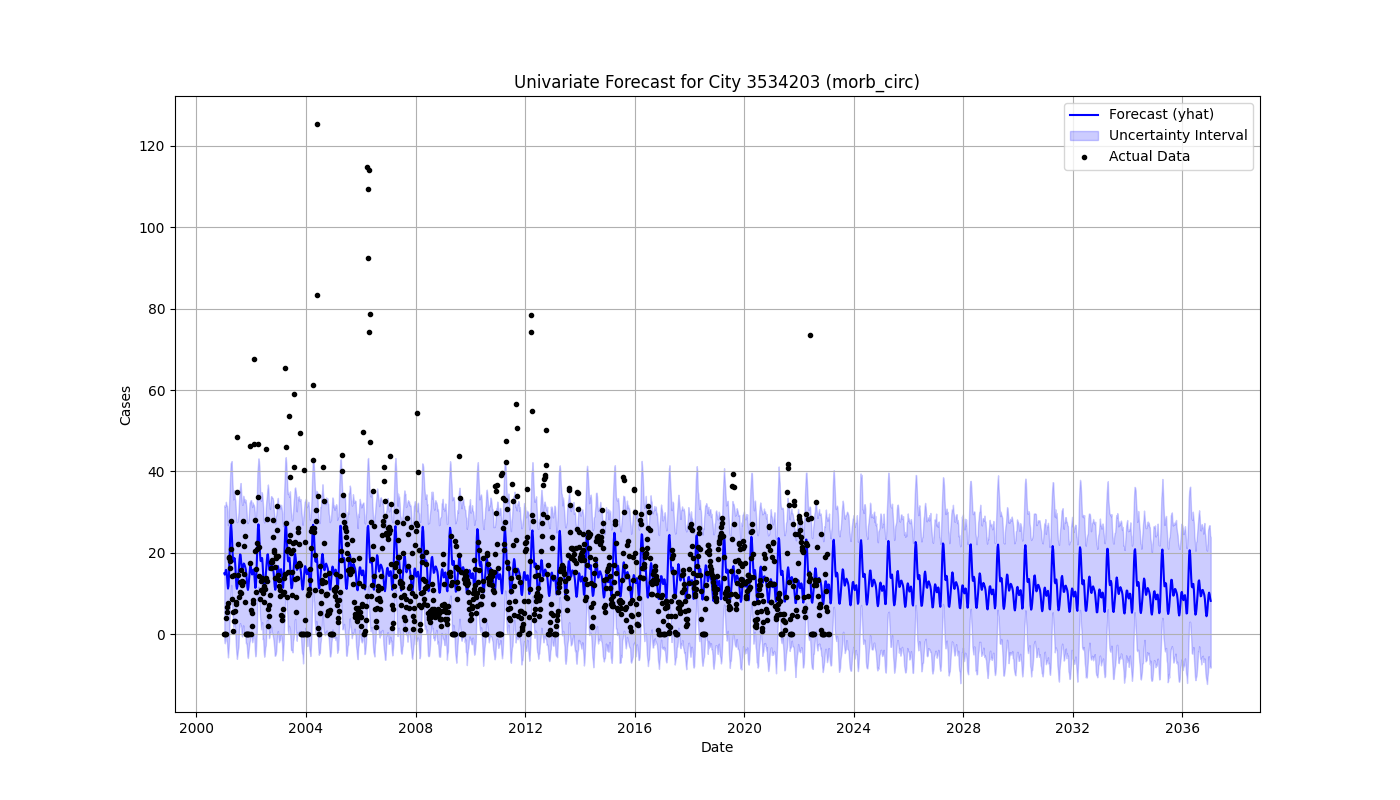 Univariate Forecast for City 3534203 (morb_circ)
Forecast (yhat)
Uncertainty Interval
Actual Data
120
100
80
60
40
20
0
Cases
2000 2004 2008 2012 2016 2020 2024 2028 2032 2036
Date